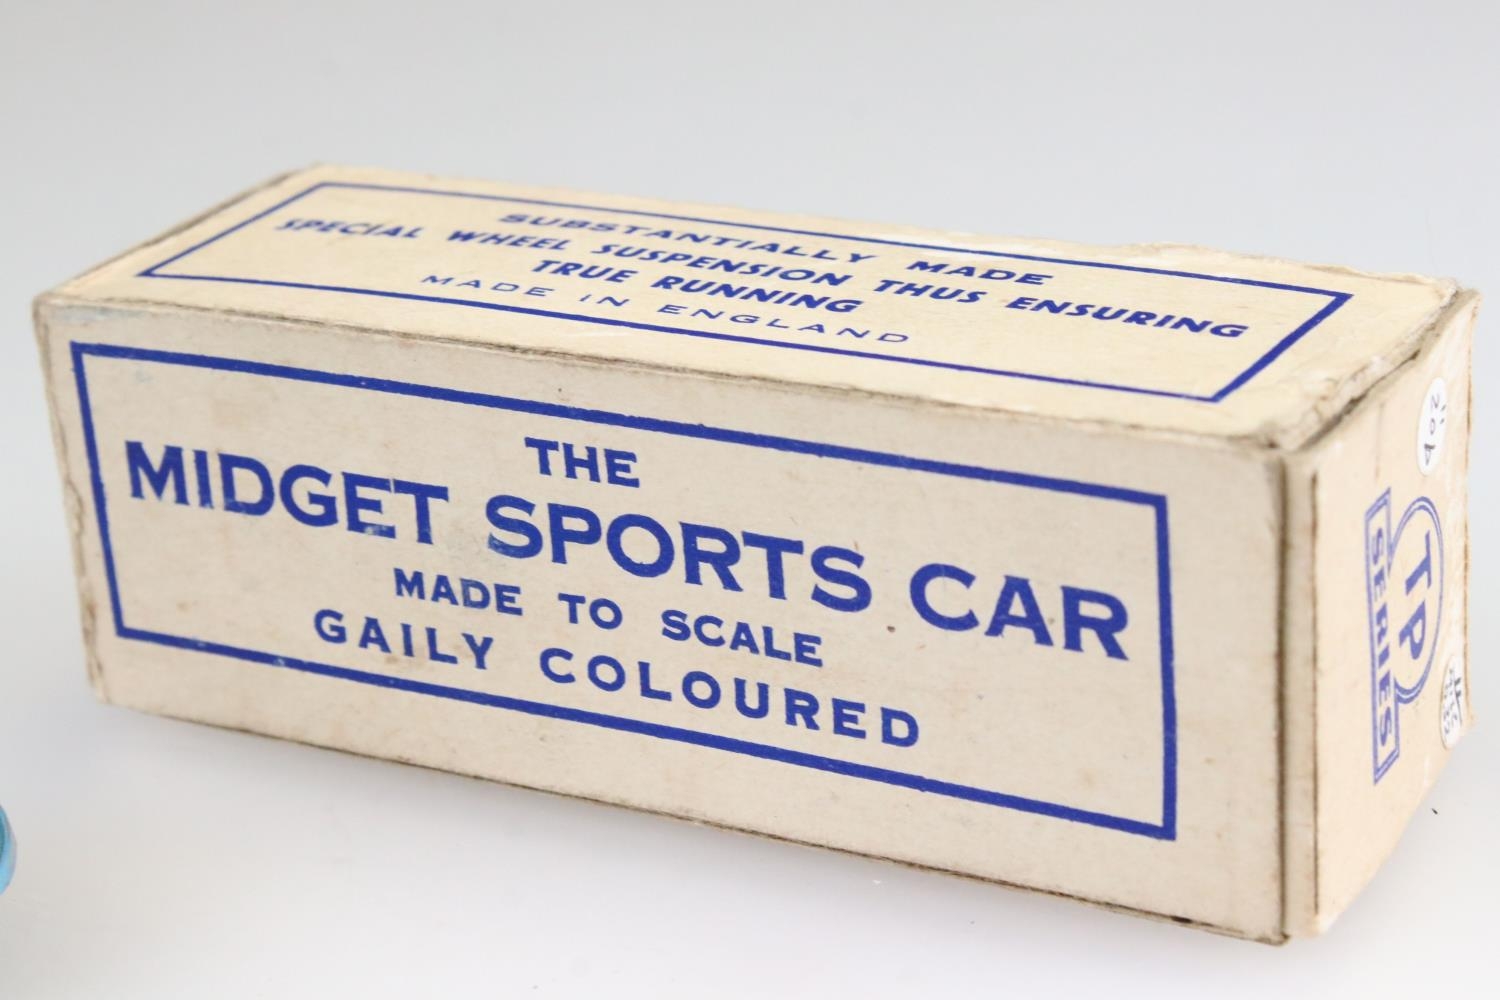 SUBSTANTIALLY MADE
SPECIAL WHEEL SUSPENSION THUS ENSURING
TRUE RUNNING
MADE IN ENGLAND
THE
MIDGET SPORTS CAR
MADE TO SCALE
GAILY COLOURED
TP
SERIES